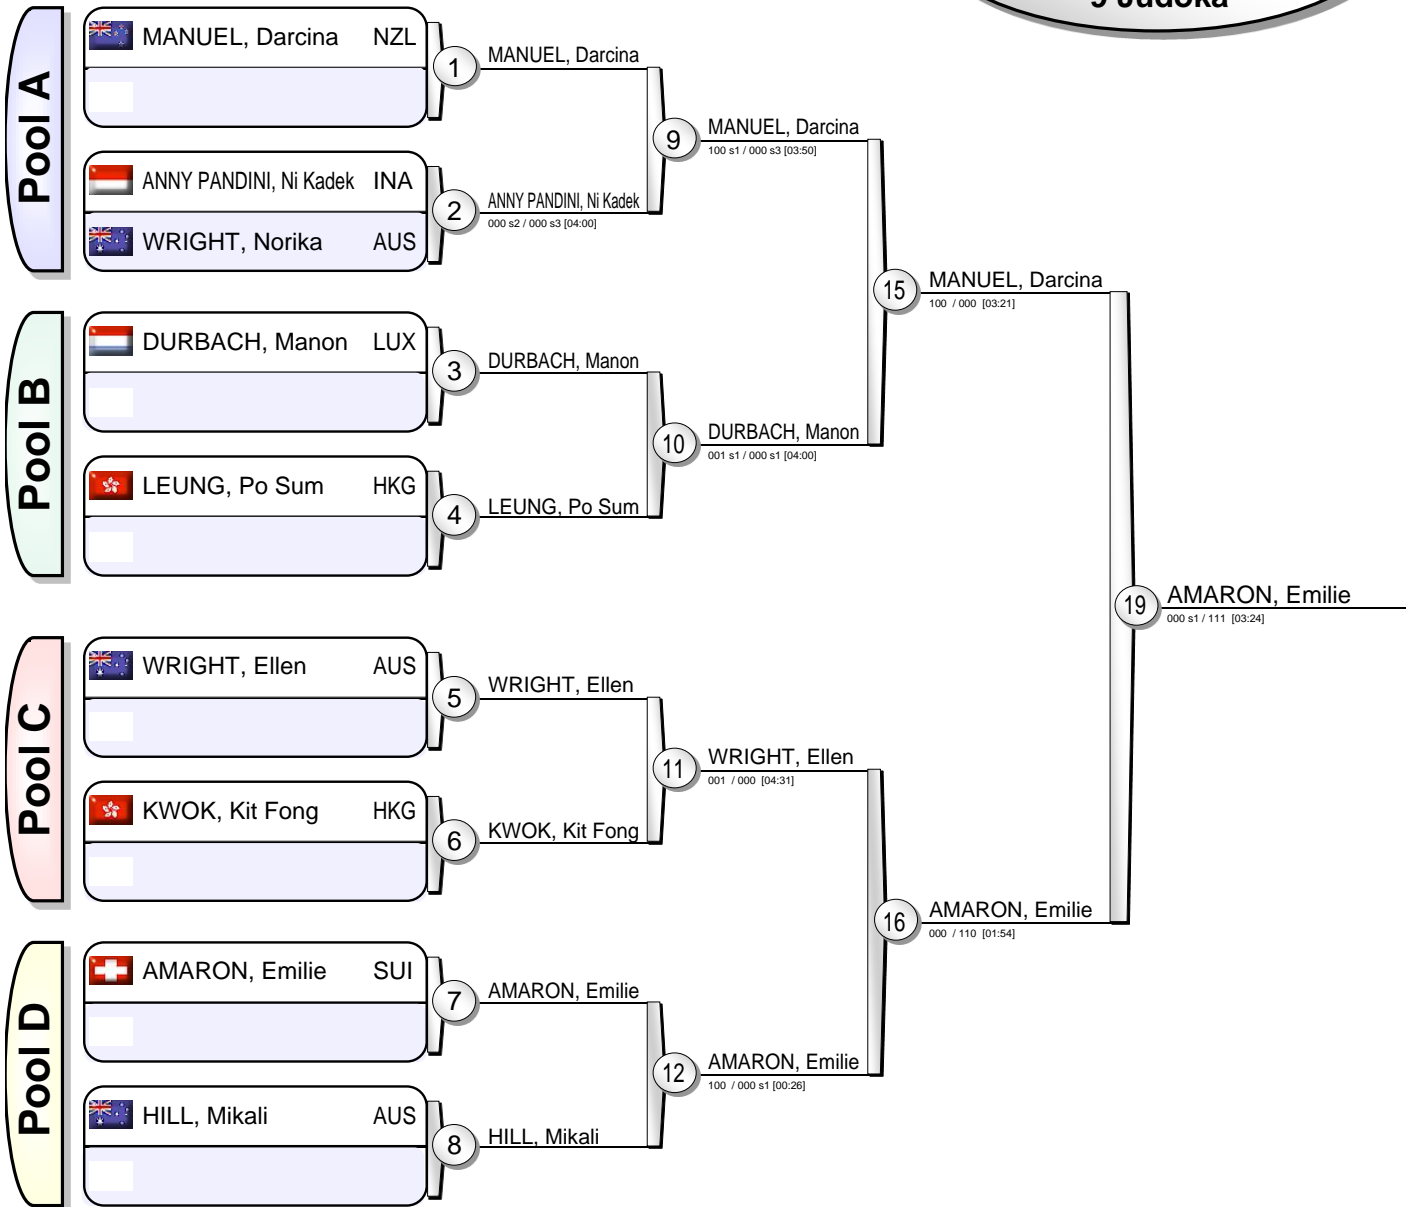 9 Judoka
Pool A
MANUEL, Darcina NZL
1
MANUEL, Darcina
ANNY PANDINI, Ni Kadek INA
WRIGHT, Norika AUS
2
ANNY PANDINI, Ni Kadek
000 s2 / 000 s3 [04:00]
9
MANUEL, Darcina
100 s1 / 000 s3 [03:50]
Pool B
DURBACH, Manon LUX
3
DURBACH, Manon
LEUNG, Po Sum HKG
4
LEUNG, Po Sum
10
DURBACH, Manon
001 s1 / 000 s1 [04:00]
15
MANUEL, Darcina
100 / 000 [03:21]
Pool C
WRIGHT, Ellen AUS
5
WRIGHT, Ellen
KWOK, Kit Fong HKG
6
KWOK, Kit Fong
11
WRIGHT, Ellen
001 / 000 [04:31]
Pool D
AMARON, Emilie SUI
7
AMARON, Emilie
HILL, Mikali AUS
8
HILL, Mikali
12
AMARON, Emilie
100 / 000 s1 [00:26]
16
AMARON, Emilie
000 / 110 [01:54]
19
AMARON, Emilie
000 s1 / 111 [03:24]